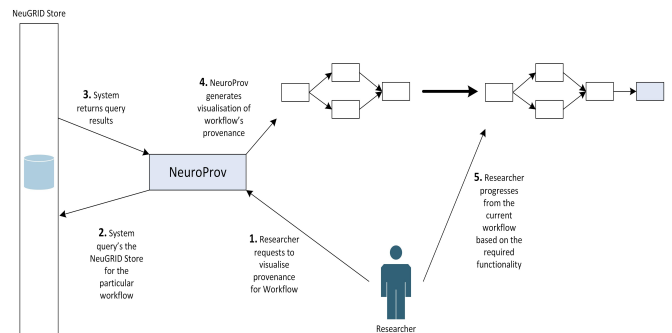 NeuGRID Store
3. System
returns query
results
4. NeuroProv
generates
visualisation of
workflow's
provenance
NeuroProv
2. System
query's the
NeuGRID Store
for the
particular
workflow
1. Researcher
requests to
visualise
provenance
for Workflow
5. Researcher
progresses
from the
current
workflow
based on the
required
functionality
Researcher